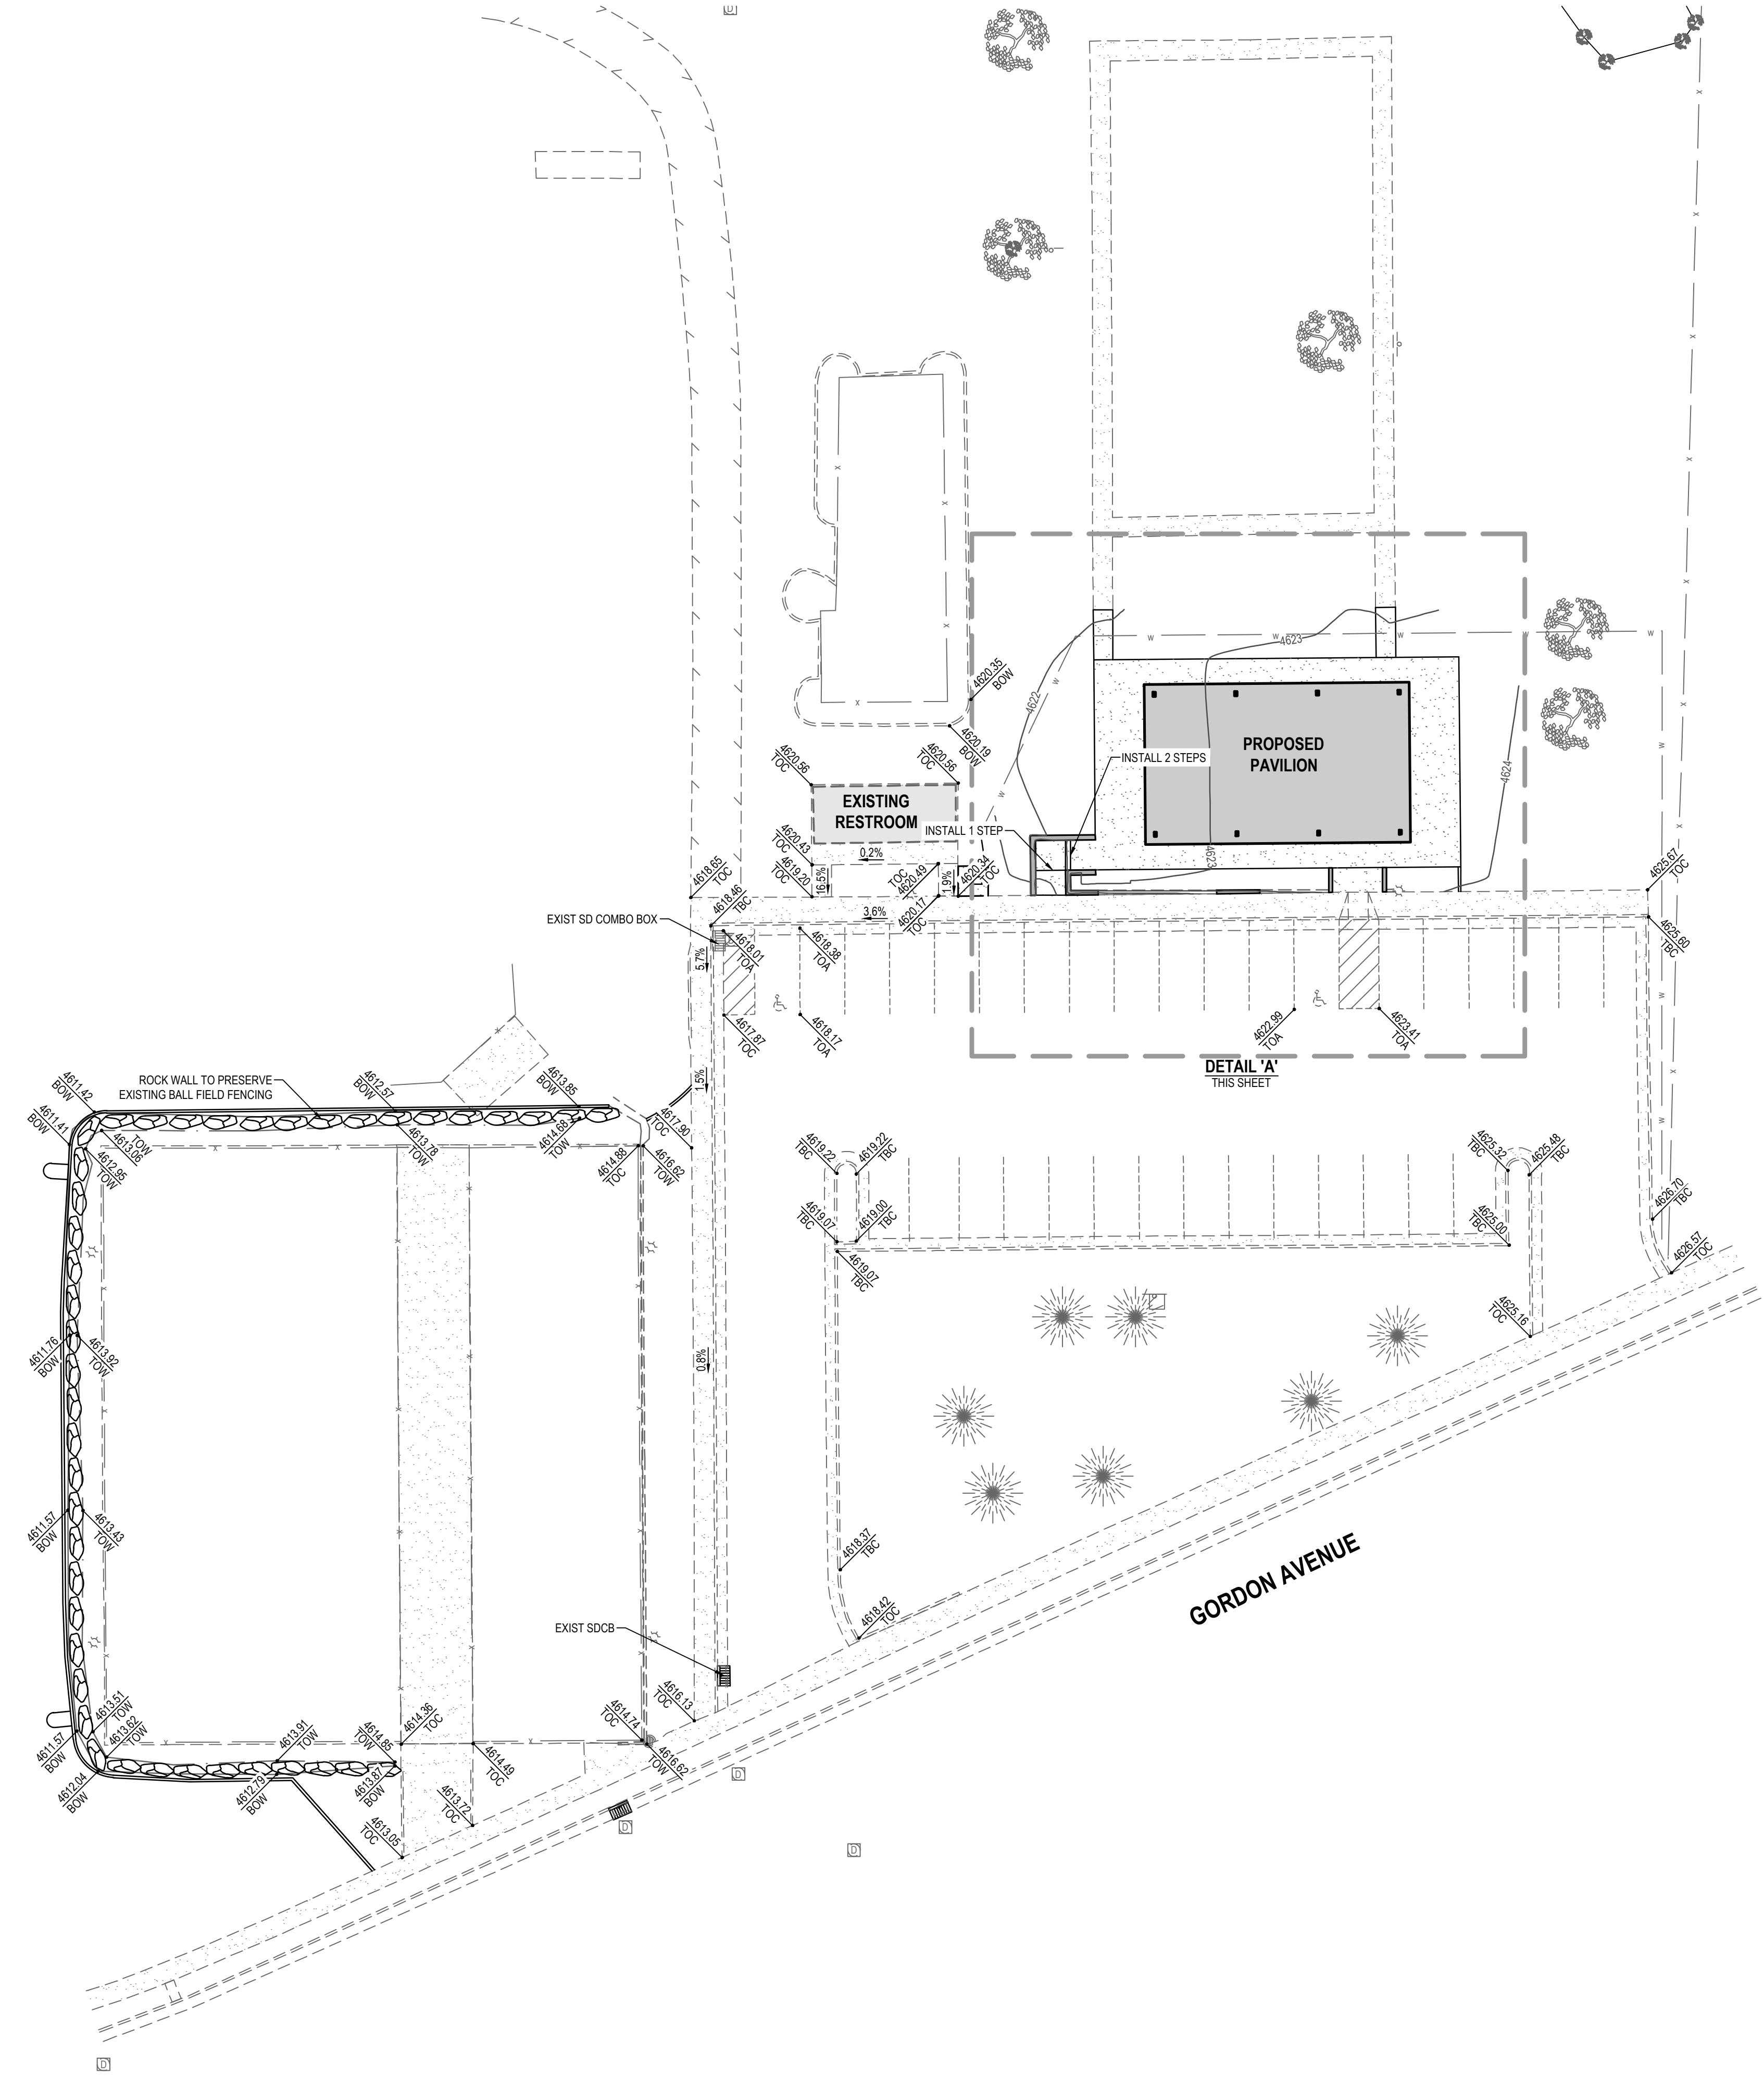 D
4623
4622
4620.35
BOW
4620.19
BOW
4620.56
TOC
4620.56
TOC
PROPOSED
PAVILION
INSTALL 2 STEPS
4624
EXISTING
RESTROOM
INSTALL 1 STEP
4623
4620.43
TOC
0.2%
4618.65
TOC
4619.20
TOC
16.5%
TOC
4620.49
1.9%
4620.34
TOC
4625.67
TOC
4618.46
TBC
EXIST SD COMBO BOX
3.6%
4620.17
TOC
4618.01
TOA
4618.38
TOA
4625.60
TBC
5.7%
4617.87
TOC
4618.17
TOA
4622.99
TOA
4623.41
TOA
DETAIL 'A'
THIS SHEET
1.5%
ROCK WALL TO PRESERVE
EXISTING BALL FIELD FENCING
4611.42
BOW
4612.57
BOW
4613.85
BOW
4611.41
BOW
TOW
4613.06
4612.95
TOW
4613.78
TOW
4614.68
TOW
4617.90
TOC
4614.88
TOC
4616.62
TOW
4619.22
TBC
4619.22
TBC
4625.32
TBC
4625.48
TBC
4619.07
TBC
4619.00
TBC
4625.00
TBC
4626.70
TBC
4619.07
TBC
4626.57
TOC
4625.16
TOC
4611.76
BOW
4613.92
TOW
0.8%
4611.57
BOW
4613.43
TOW
4618.37
TBC
GORDON AVENUE
4618.42
TOC
EXIST SDCB
4616.13
TOC
4613.51
TOW
4613.62
TOW
4611.57
BOW
4612.04
BOW
4613.91
TOW
4612.79
BOW
4614.85
TOW
4614.36
TOC
4613.87
BOW
4614.49
TOC
4614.74
TOC
4616.62
TOW
4613.72
TOC
4613.05
TOC
D
D
D
D